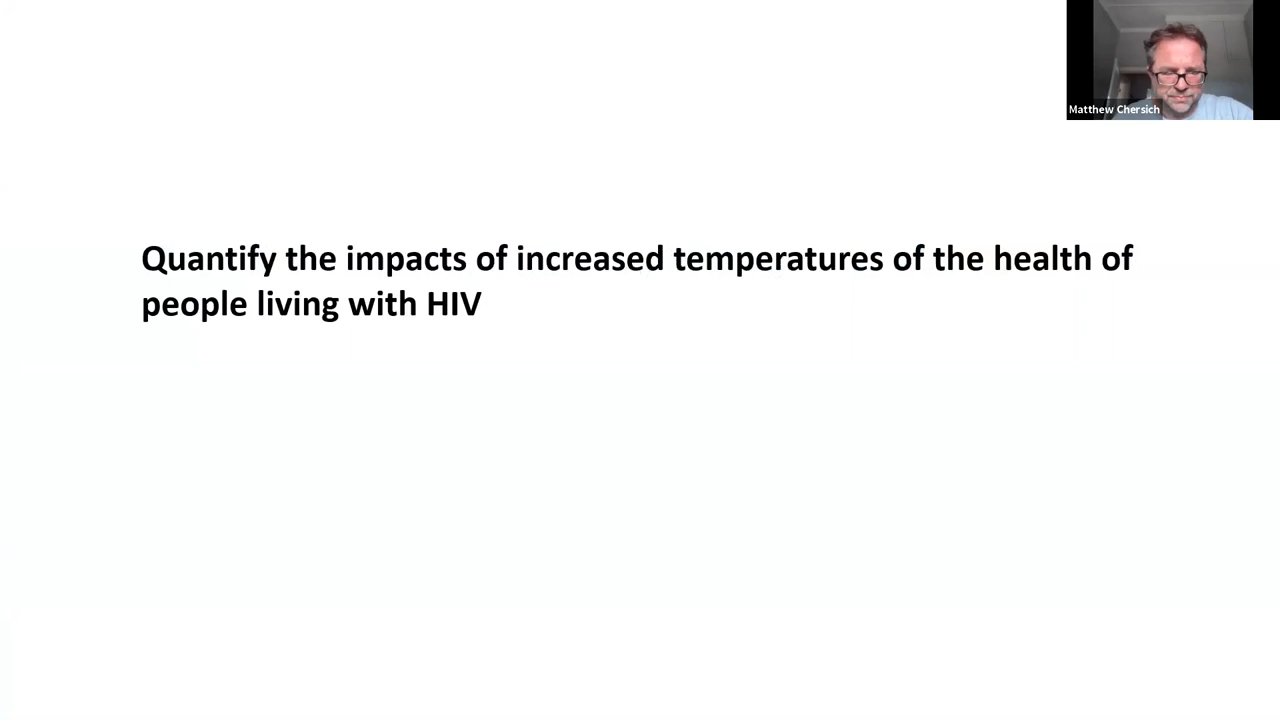 Matthew Chersich
Quantify the impacts of increased temperatures of the health of
people living with HIV